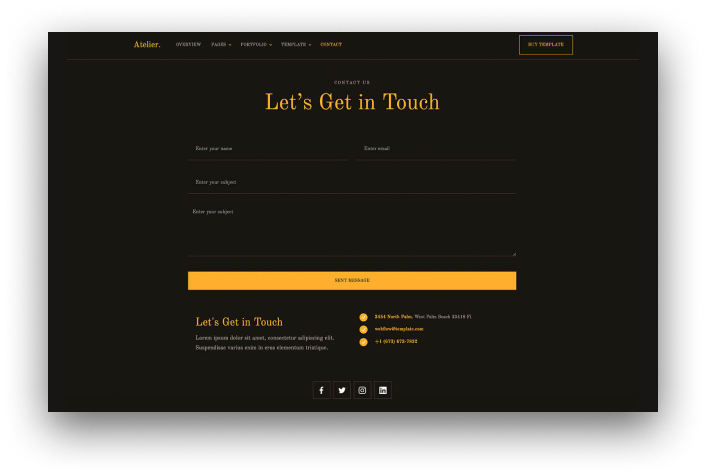 Atelier. OVERVIEW PAGES PORTFOLIO TEMPLATE CONTACT BUY TEMPLATE
CONTACT US
Let's Get in Touch
Enter your name Enter email
Enter your subject
Enter your subject
SENT MESSAGE
Let's Get in Touch
Lorem ipsum dolor sit amet, consectetur adipiscing elit.
Suspendisse varius enim in eros elementum tristique.
2454 North Palm, West Palm Beach 33410 Fl.
webflow@template.com
+1 (673) 673-7822